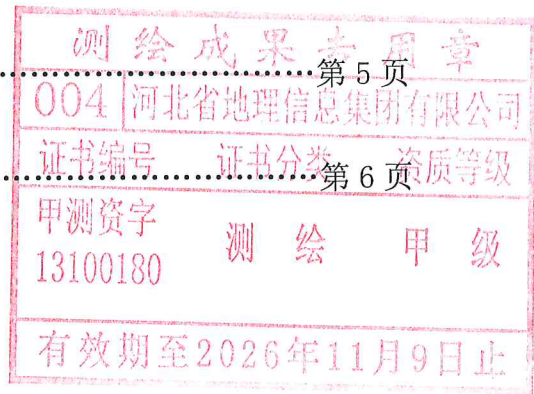 测绘成果专用章
……第5页
004 河北省地理信息集团有限公司
证书编号 证书分类 资质等级
……第6页
甲测资字 测绘 甲级
13100180
有效期至2026年11月9日止